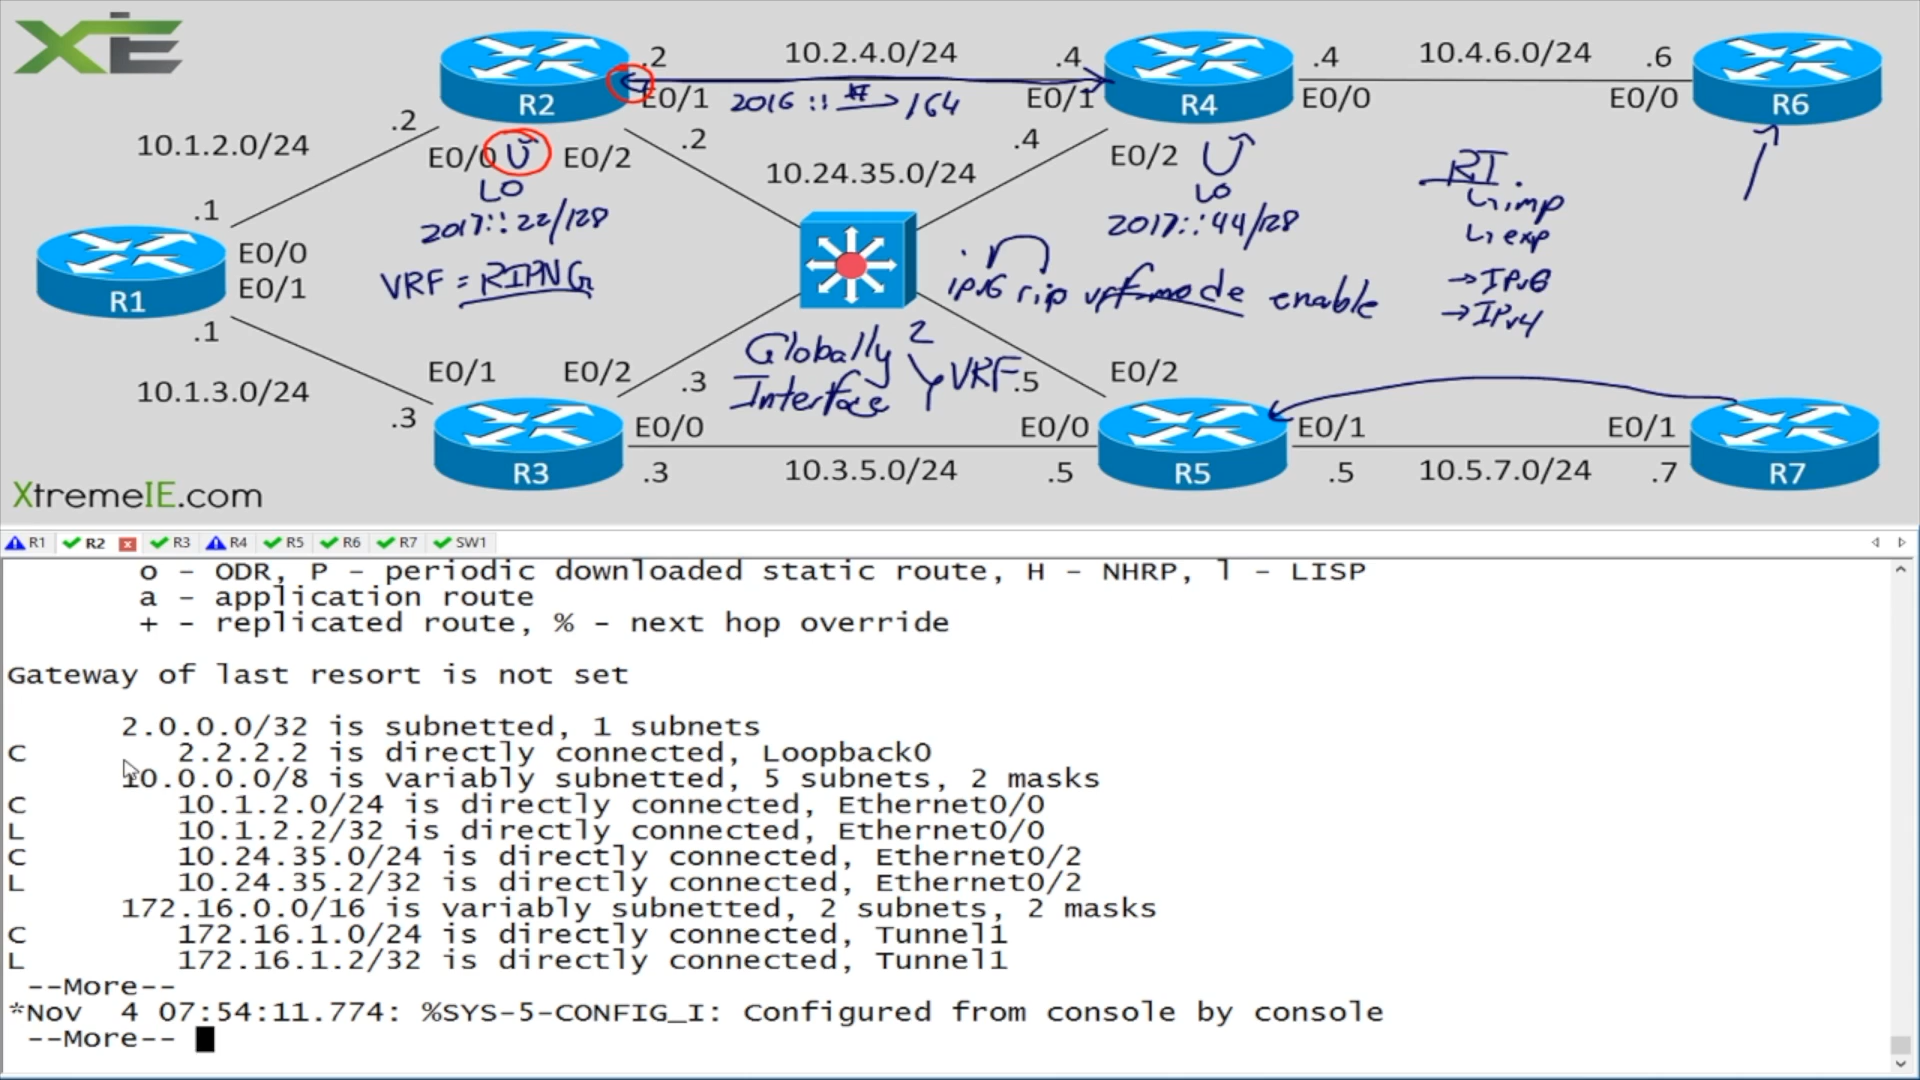 XIE
R2
.2
10.2.4.0/24
.4
R4
.4
10.4.6.0/24
.6
R6
E0/1
2016 :: # /64
E0/1
E0/0
E0/0
10.1.2.0/24
.2
E0/0
E0/2
.2
10.24.35.0/24
.4
E0/2
LO
2017::22/128
VRF = RIPNG
LO
2017::44/128
RT
imp
exp
→IPv6
→IPv4
.1
R1
E0/0
E0/1
.1
ipv6 rip vrf-mode enable
Globally 2
Interface VRF
10.1.3.0/24
E0/1
E0/2
.3
.5
E0/2
.3
R3
E0/0
E0/0
R5
E0/1
E0/1
R7
.3
10.3.5.0/24
.5
.5
10.5.7.0/24
.7
XtremeIE.com
R1 R2 x R3 R4 R5 R6 R7 SW1
o - ODR, P - periodic downloaded static route, H - NHRP, l - LISP
a - application route
+ - replicated route, % - next hop override
Gateway of last resort is not set
2.0.0.0/32 is subnetted, 1 subnets
C 2.2.2.2 is directly connected, Loopback0
10.0.0.0/8 is variably subnetted, 5 subnets, 2 masks
C 10.1.2.0/24 is directly connected, Ethernet0/0
L 10.1.2.2/32 is directly connected, Ethernet0/0
C 10.24.35.0/24 is directly connected, Ethernet0/2
L 10.24.35.2/32 is directly connected, Ethernet0/2
172.16.0.0/16 is variably subnetted, 2 subnets, 2 masks
C 172.16.1.0/24 is directly connected, Tunnel1
L 172.16.1.2/32 is directly connected, Tunnel1
--More--
*Nov 4 07:54:11.774: %SYS-5-CONFIG_I: Configured from console by console
--More--